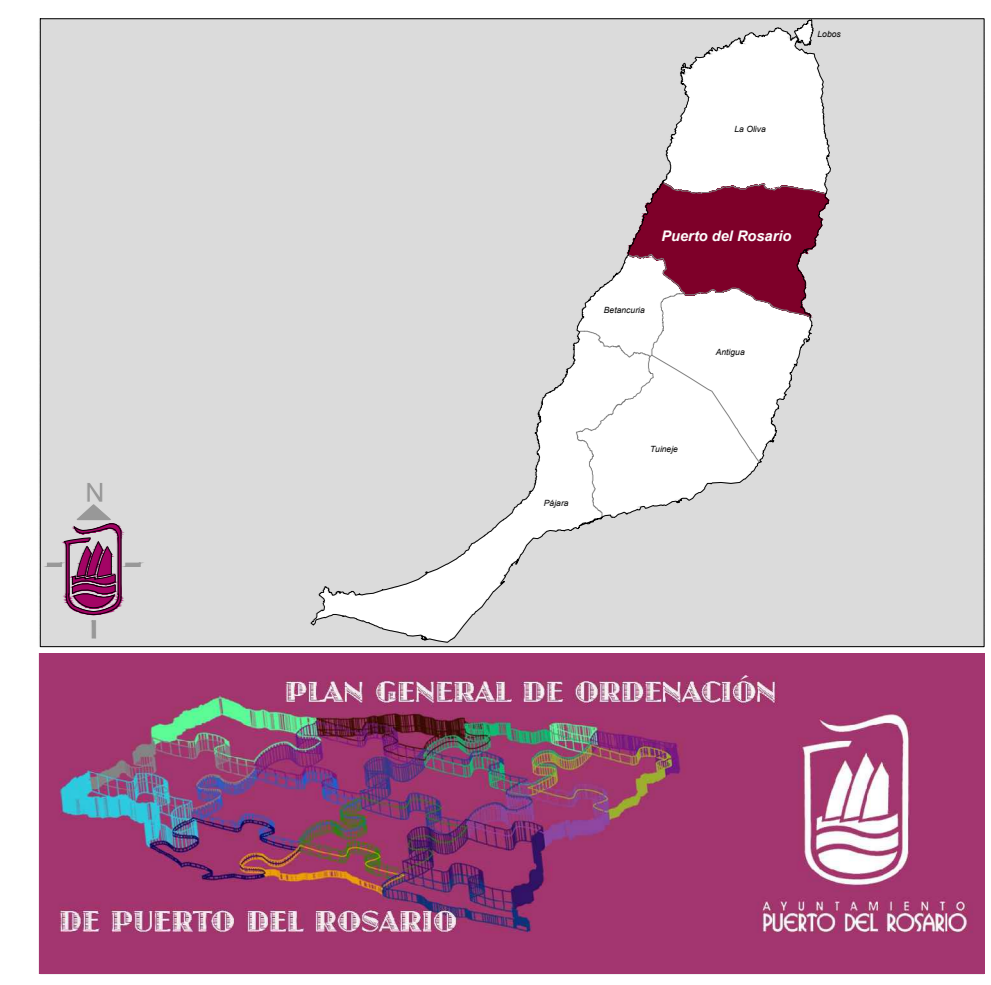 Lobos
La Oliva
Puerto del Rosario
Betancuria
Antigua
Tuineje
Pájara
N
PLAN GENERAL DE ORDENACIÓN
DE PUERTO DEL ROSARIO
AYUNTAMIENTO
PUERTO DEL ROSARIO